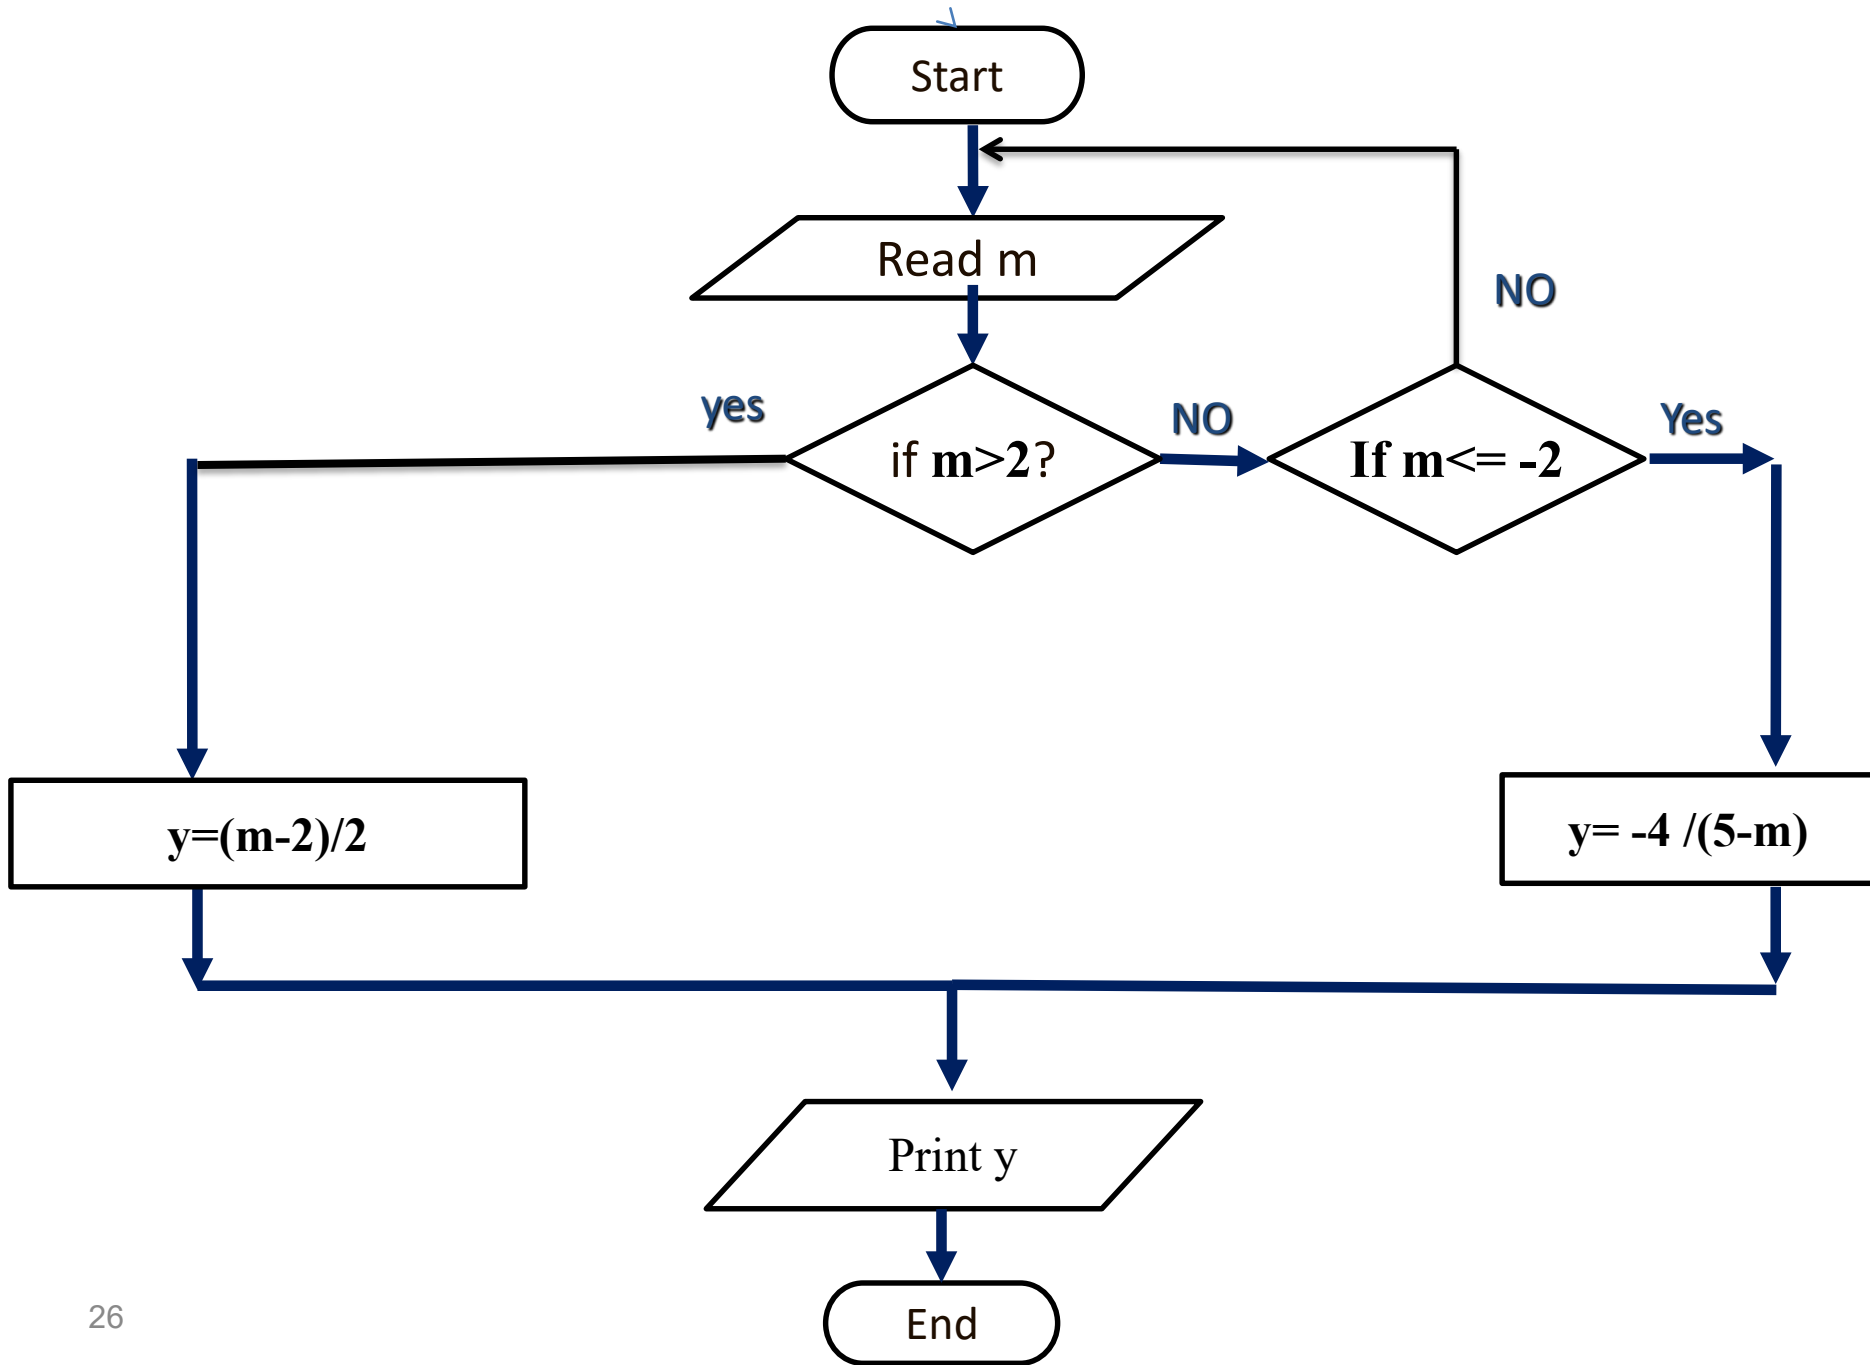 Start
Read m
NO
yes
if m>2?
NO
If m<= -2
Yes
y=(m-2)/2
y= -4 /(5-m)
Print y
End
26